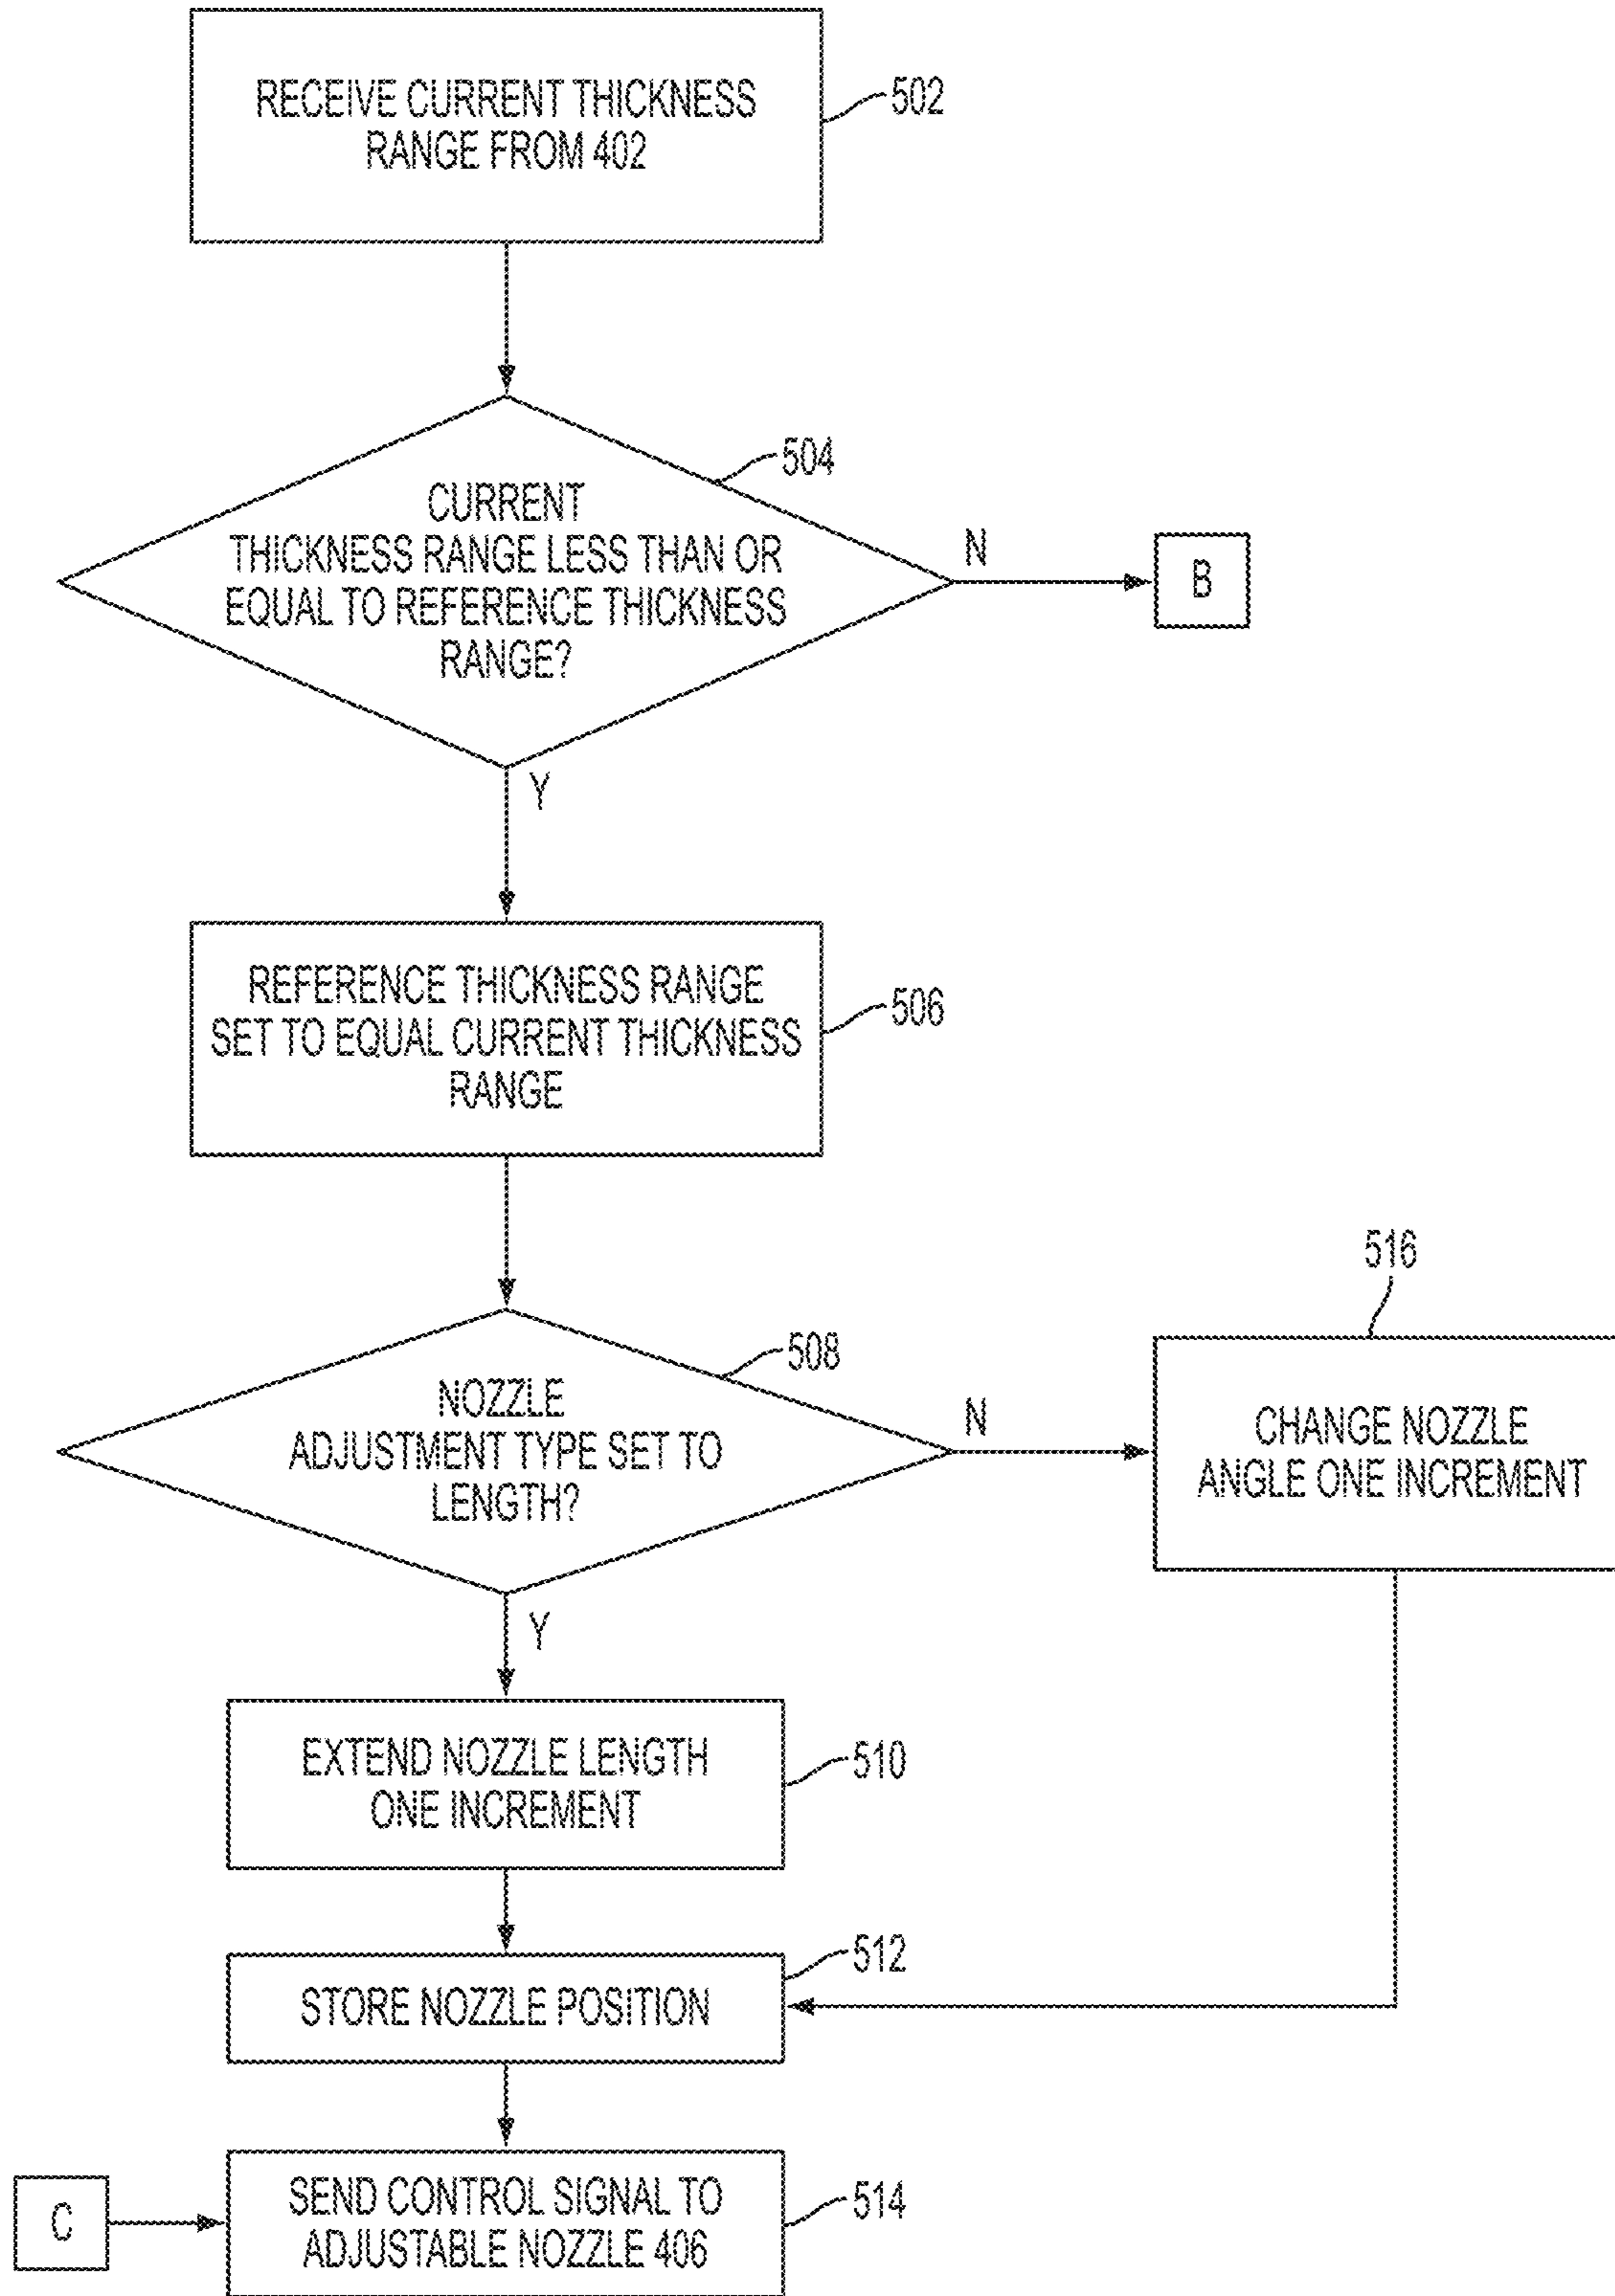 RECEIVE CURRENT THICKNESS
RANGE FROM 402
502
504
CURRENT
THICKNESS RANGE LESS THAN OR
EQUAL TO REFERENCE THICKNESS
RANGE?
N
B
Y
REFERENCE THICKNESS RANGE
SET TO EQUAL CURRENT THICKNESS
RANGE
506
508
NOZZLE
ADJUSTMENT TYPE SET TO
LENGTH?
N
516
CHANGE NOZZLE
ANGLE ONE INCREMENT
Y
EXTEND NOZZLE LENGTH
ONE INCREMENT
510
512
STORE NOZZLE POSITION
C
SEND CONTROL SIGNAL TO
ADJUSTABLE NOZZLE 406
514